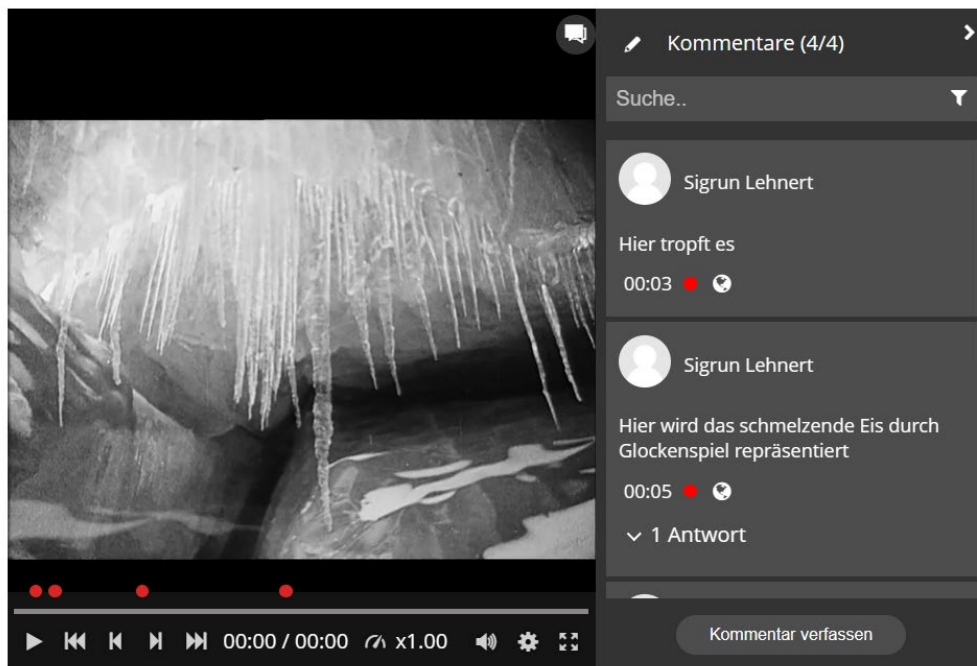 Kommentare (4/4)
Suche..
Sigrun Lehnert
Hier tropft es
00:03
Sigrun Lehnert
Hier wird das schmelzende Eis durch
Glockenspiel repräsentiert
00:05
1 Antwort
00:00 / 00:00 x1.00
Kommentar verfassen